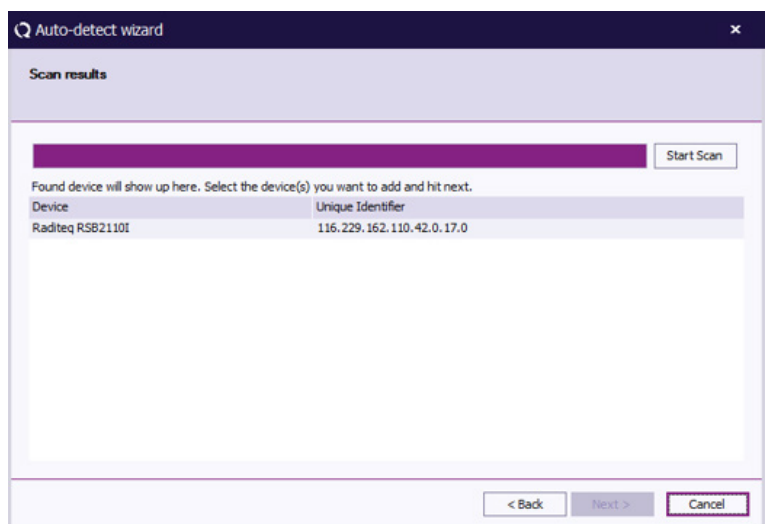 Auto-detect wizard
Scan results
Start Scan
Found device will show up here. Select the device(s) you want to add and hit next.
Device Unique Identifier
Raditeq RSB2110I 116.229.162.110.42.0.17.0
< Back Next > Cancel